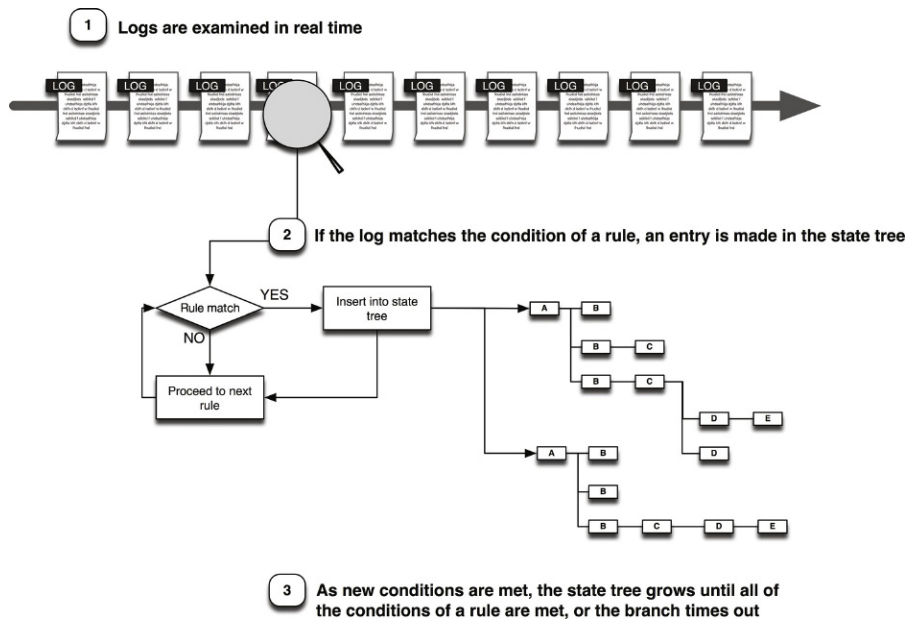 1 Logs are examined in real time
LOG LOG LOG LOG LOG LOG LOG LOG LOG LOG
2 If the log matches the condition of a rule, an entry is made in the state tree
Rule match
YES
NO
Insert into state
tree
Proceed to next
rule
A B
B C
B C
D E
D
A B
B
B C D E
3 As new conditions are met, the state tree grows until all of
the conditions of a rule are met, or the branch times out